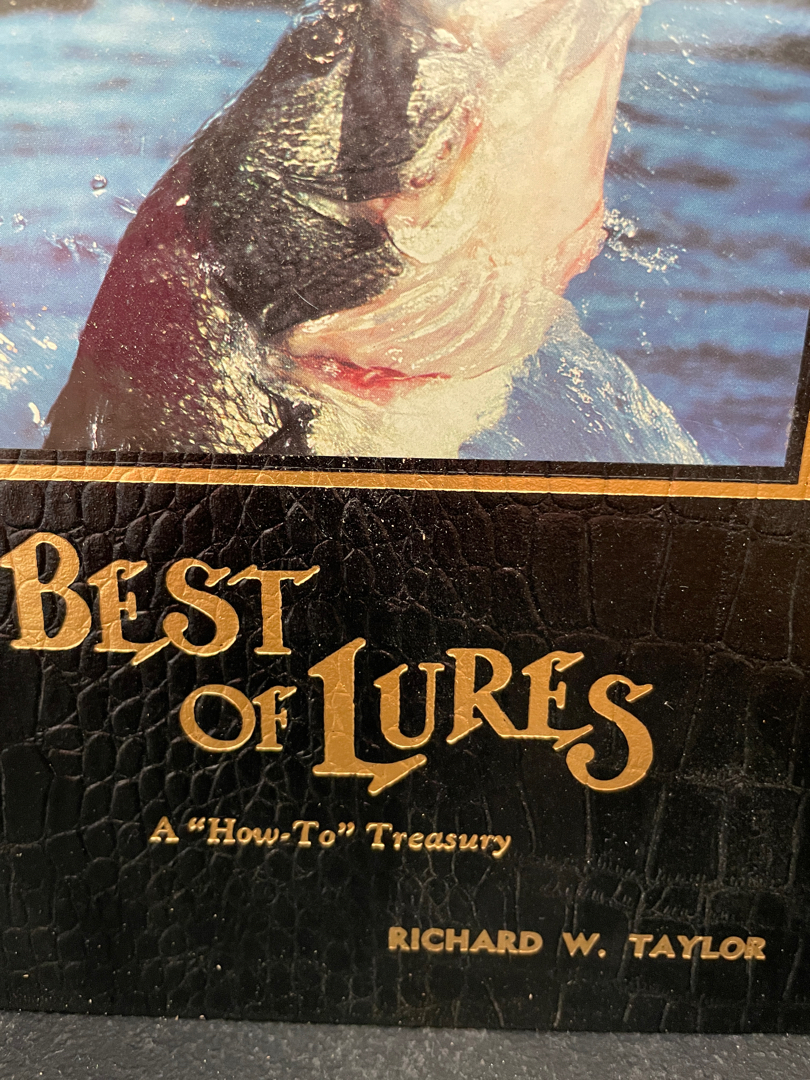 BEST
OF LURES
A "How-To" Treasury
RICHARD W. TAYLOR